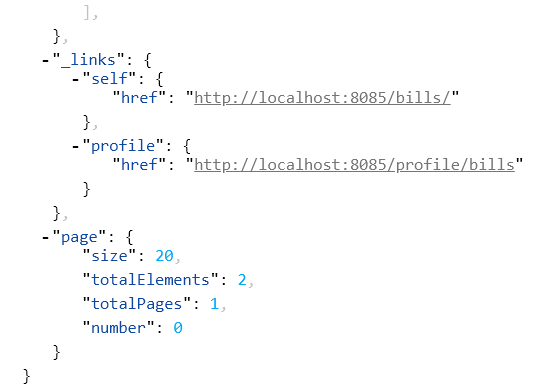 ],
},
-"_links": {
-"self": {
"href": "http://localhost:8085/bills/"
},
-"profile": {
"href": "http://localhost:8085/profile/bills"
}
},
-"page": {
"size": 20,
"totalElements": 2,
"totalPages": 1,
"number": 0
}
}